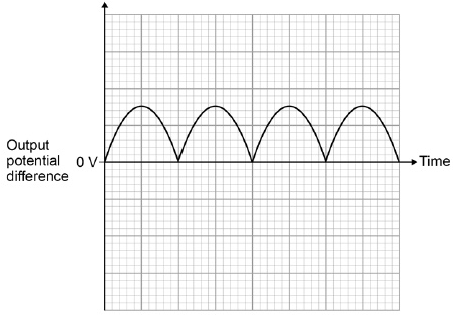 Output
potential
difference
0 V
Time